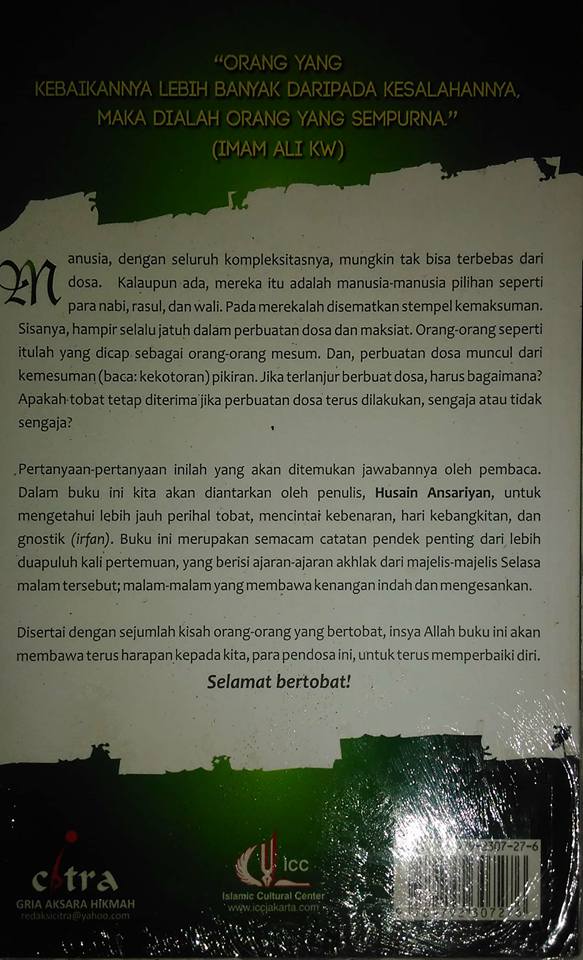 “ORANG YANG
KEBAIKANNYA LEBIH BANYAK DARIPADA KESALAHANNYA,
MAKA DIALAH ORANG YANG SEMPURNA.”
(IMAM ALI KW)
Manusia, dengan seluruh kompleksitasnya, mungkin tak bisa terbebas dari
dosa. Kalaupun ada, mereka itu adalah manusia-manusia pilihan seperti
para nabi, rasul, dan wali. Pada merekalah disematkan stempel kemaksuman.
Sisanya, hampir selalu jatuh dalam perbuatan dosa dan maksiat. Orang-orang seperti
itulah yang dicap sebagai orang-orang mesum. Dan, perbuatan dosa muncul dari
kemesuman (baca: kekotoran) pikiran. Jika terlanjur berbuat dosa, harus bagaimana?
Apakah tobat tetap diterima jika perbuatan dosa terus dilakukan, sengaja atau tidak
sengaja?
Pertanyaan-pertanyaan inilah yang akan ditemukan jawabannya oleh pembaca.
Dalam buku ini kita akan diantarkan oleh penulis, Husain Ansariyan, untuk
mengetahui lebih jauh perihal tobat, mencintai kebenaran, hari kebangkitan, dan
gnostik (irfan). Buku ini merupakan semacam catatan pendek penting dari lebih
duapuluh kali pertemuan, yang berisi ajaran-ajaran akhlak dari majelis-majelis Selasa
malam tersebut; malam-malam yang membawa kenangan indah dan mengesankan.
Disertai dengan sejumlah kisah orang-orang yang bertobat, insya Allah buku ini akan
membawa terus harapan kepada kita, para pendosa ini, untuk terus memperbaiki diri.
Selamat bertobat!
citra
GRIA AKSARA HIKMAH
redaksicitra@yahoo.com
icc
Islamic Cultural Center
www.iccjakarta.com
2307-27-6